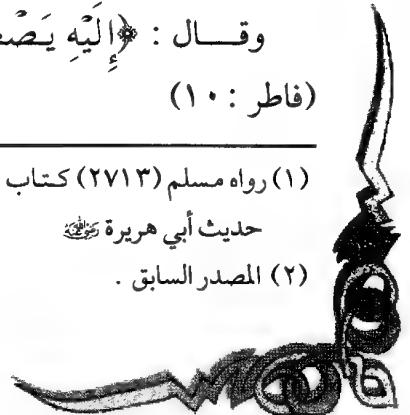 وقـــال : ﴿إِلَيْهِ
(فاطر : ١٠)
(١) رواه مسلم (٢٧١٣) كتاب
حديث أبي هريرة رضي الله عنه
(٢) المصدر السابق .